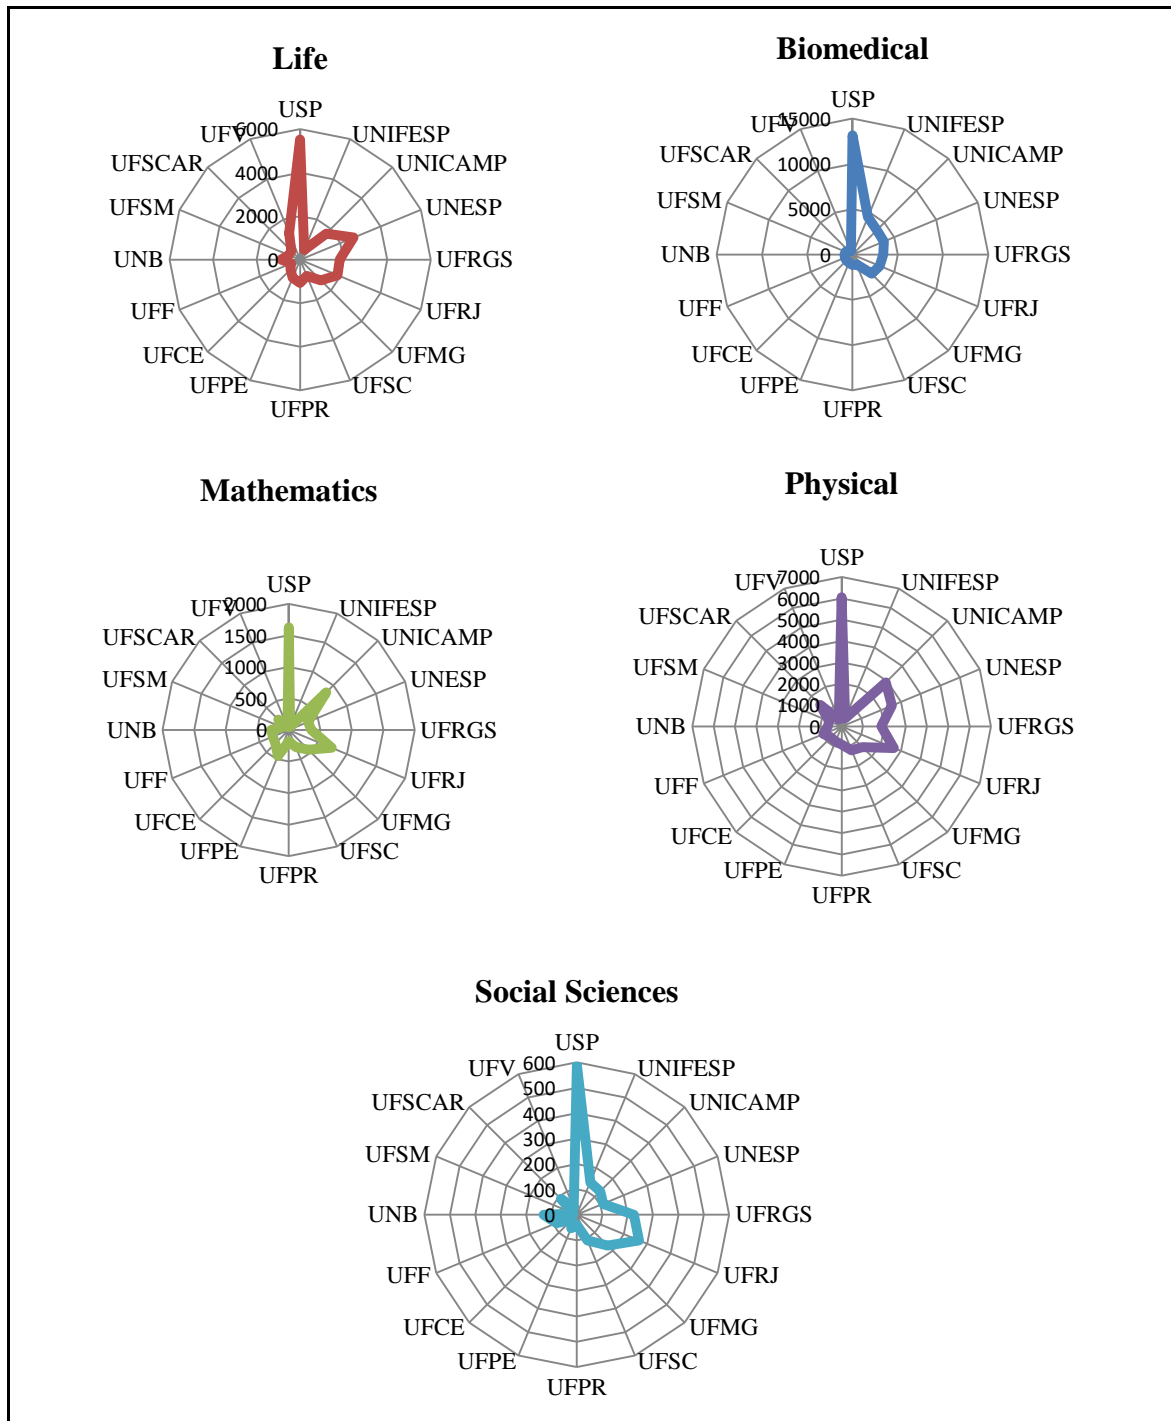 Life
USP
UNIFESP
UNICAMP
UNESP
UFRGS
UFRJ
UFMG
UFSC
UFPR
UFPE
UFCE
UFF
UNB
UFSM
UFSCAR
UFV
6000
4000
2000
0
Biomedical
USP
UNIFESP
UNICAMP
UNESP
UFRGS
UFRJ
UFMG
UFSC
UFPR
UFPE
UFCE
UFF
UNB
UFSM
UFSCAR
UFV
15000
10000
5000
0
Mathematics
USP
UNIFESP
UNICAMP
UNESP
UFRGS
UFRJ
UFMG
UFSC
UFPR
UFPE
UFCE
UFF
UNB
UFSM
UFSCAR
UFV
2000
1500
1000
500
0
Physical
USP
UNIFESP
UNICAMP
UNESP
UFRGS
UFRJ
UFMG
UFSC
UFPR
UFPE
UFCE
UFF
UNB
UFSM
UFSCAR
UFV
7000
6000
5000
4000
3000
2000
1000
0
Social Sciences
USP
UNIFESP
UNICAMP
UNESP
UFRGS
UFRJ
UFMG
UFSC
UFPR
UFPE
UFCE
UFF
UNB
UFSM
UFSCAR
UFV
600
500
400
300
200
100
0